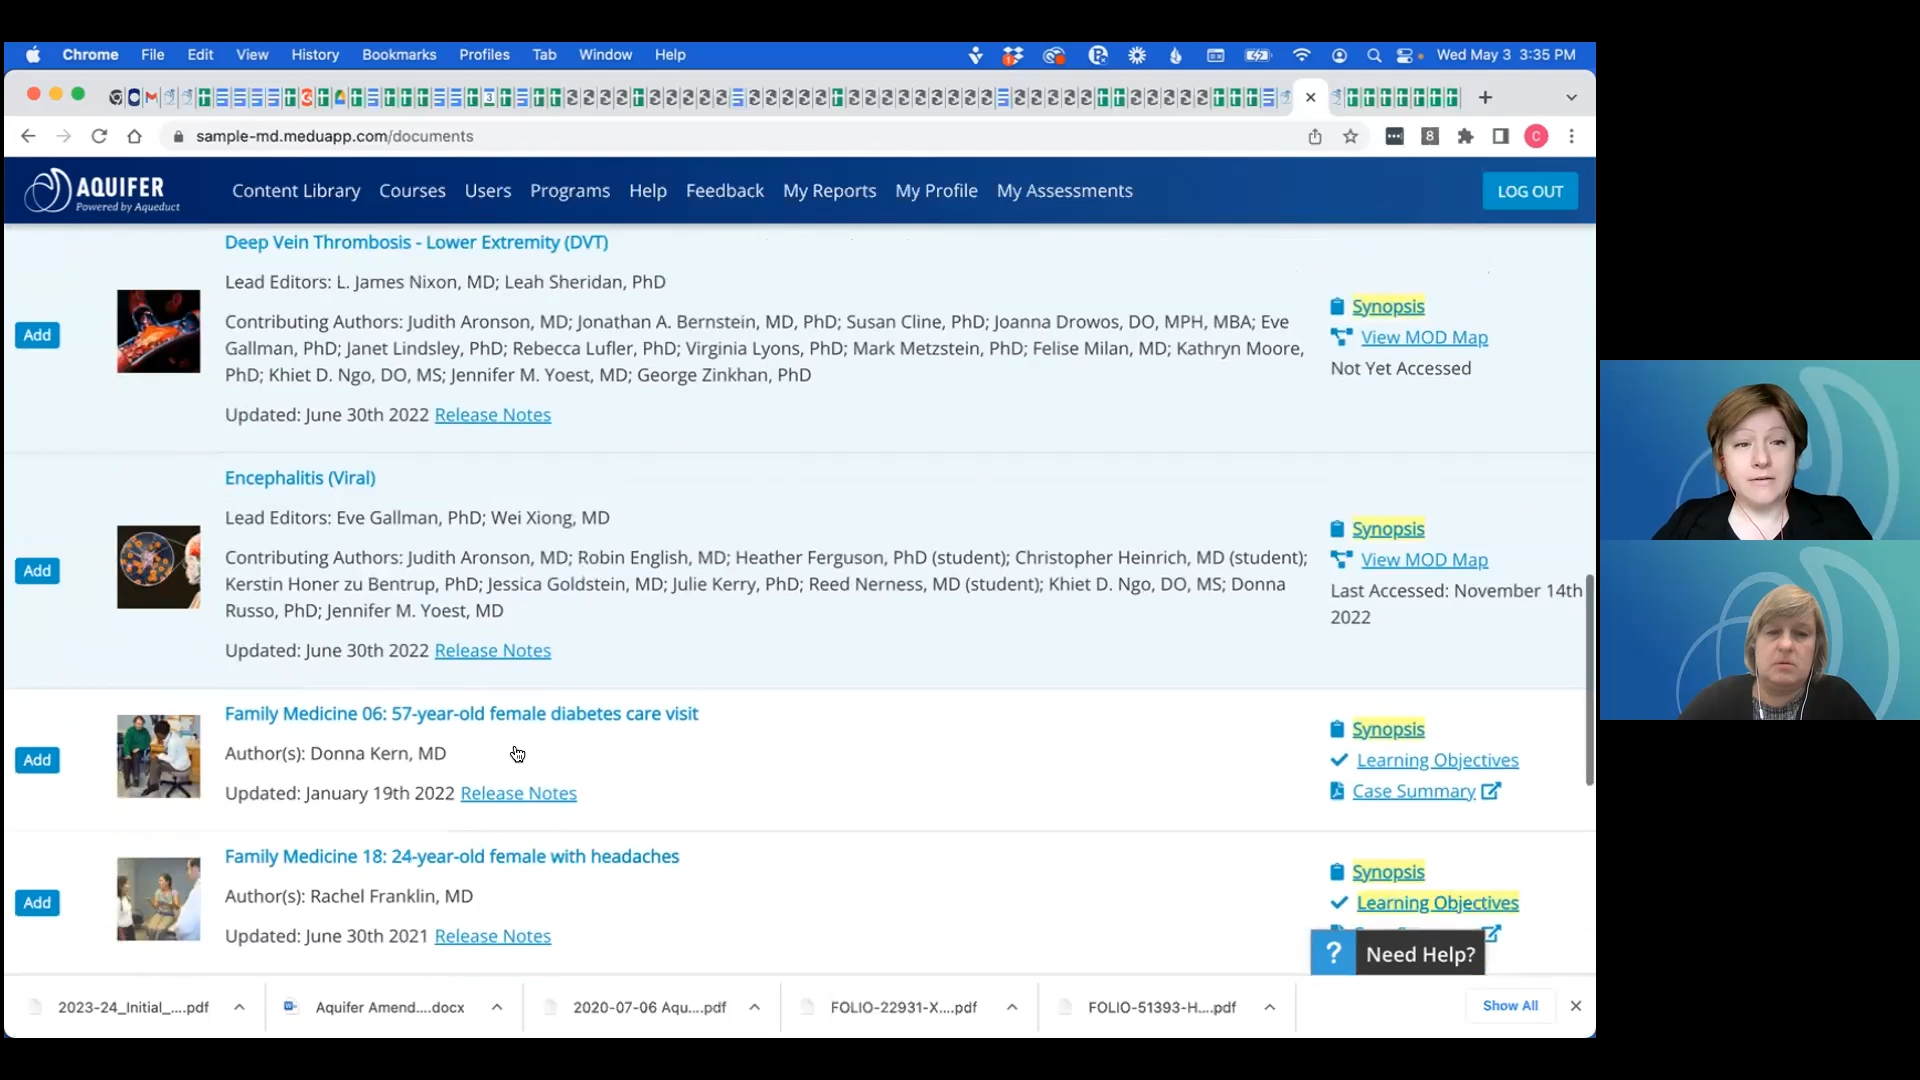 Chrome File Edit View History Bookmarks Profiles Tab Window Help Wed May 3 3:35 PM
sample-md.meduapp.com/documents
AQUIFER
Powered by Aqueduct
Content Library Courses Users Programs Help Feedback My Reports My Profile My Assessments LOG OUT
Deep Vein Thrombosis - Lower Extremity (DVT)
Lead Editors: L. James Nixon, MD; Leah Sheridan, PhD
Contributing Authors: Judith Aronson, MD; Jonathan A. Bernstein, MD, PhD; Susan Cline, PhD; Joanna Drowos, DO, MPH, MBA; Eve
Gallman, PhD; Janet Lindsley, PhD; Rebecca Lufler, PhD; Virginia Lyons, PhD; Mark Metzstein, PhD; Felise Milan, MD; Kathryn Moore,
PhD; Khiet D. Ngo, DO, MS; Jennifer M. Yoest, MD; George Zinkhan, PhD
Updated: June 30th 2022 Release Notes
Add
Synopsis
View MOD Map
Not Yet Accessed
Encephalitis (Viral)
Lead Editors: Eve Gallman, PhD; Wei Xiong, MD
Contributing Authors: Judith Aronson, MD; Robin English, MD; Heather Ferguson, PhD (student); Christopher Heinrich, MD (student);
Kerstin Honer zu Bentrup, PhD; Jessica Goldstein, MD; Julie Kerry, PhD; Reed Nerness, MD (student); Khiet D. Ngo, DO, MS; Donna
Russo, PhD; Jennifer M. Yoest, MD
Updated: June 30th 2022 Release Notes
Add
Synopsis
View MOD Map
Last Accessed: November 14th
2022
Family Medicine 06: 57-year-old female diabetes care visit
Author(s): Donna Kern, MD
Updated: January 19th 2022 Release Notes
Add
Synopsis
Learning Objectives
Case Summary
Family Medicine 18: 24-year-old female with headaches
Author(s): Rachel Franklin, MD
Updated: June 30th 2021 Release Notes
Add
Synopsis
Learning Objectives
? Need Help?
2023-24_Initial_....pdf Aquifer Amend....docx 2020-07-06 Aqu....pdf FOLIO-22931-X....pdf FOLIO-51393-H....pdf Show All